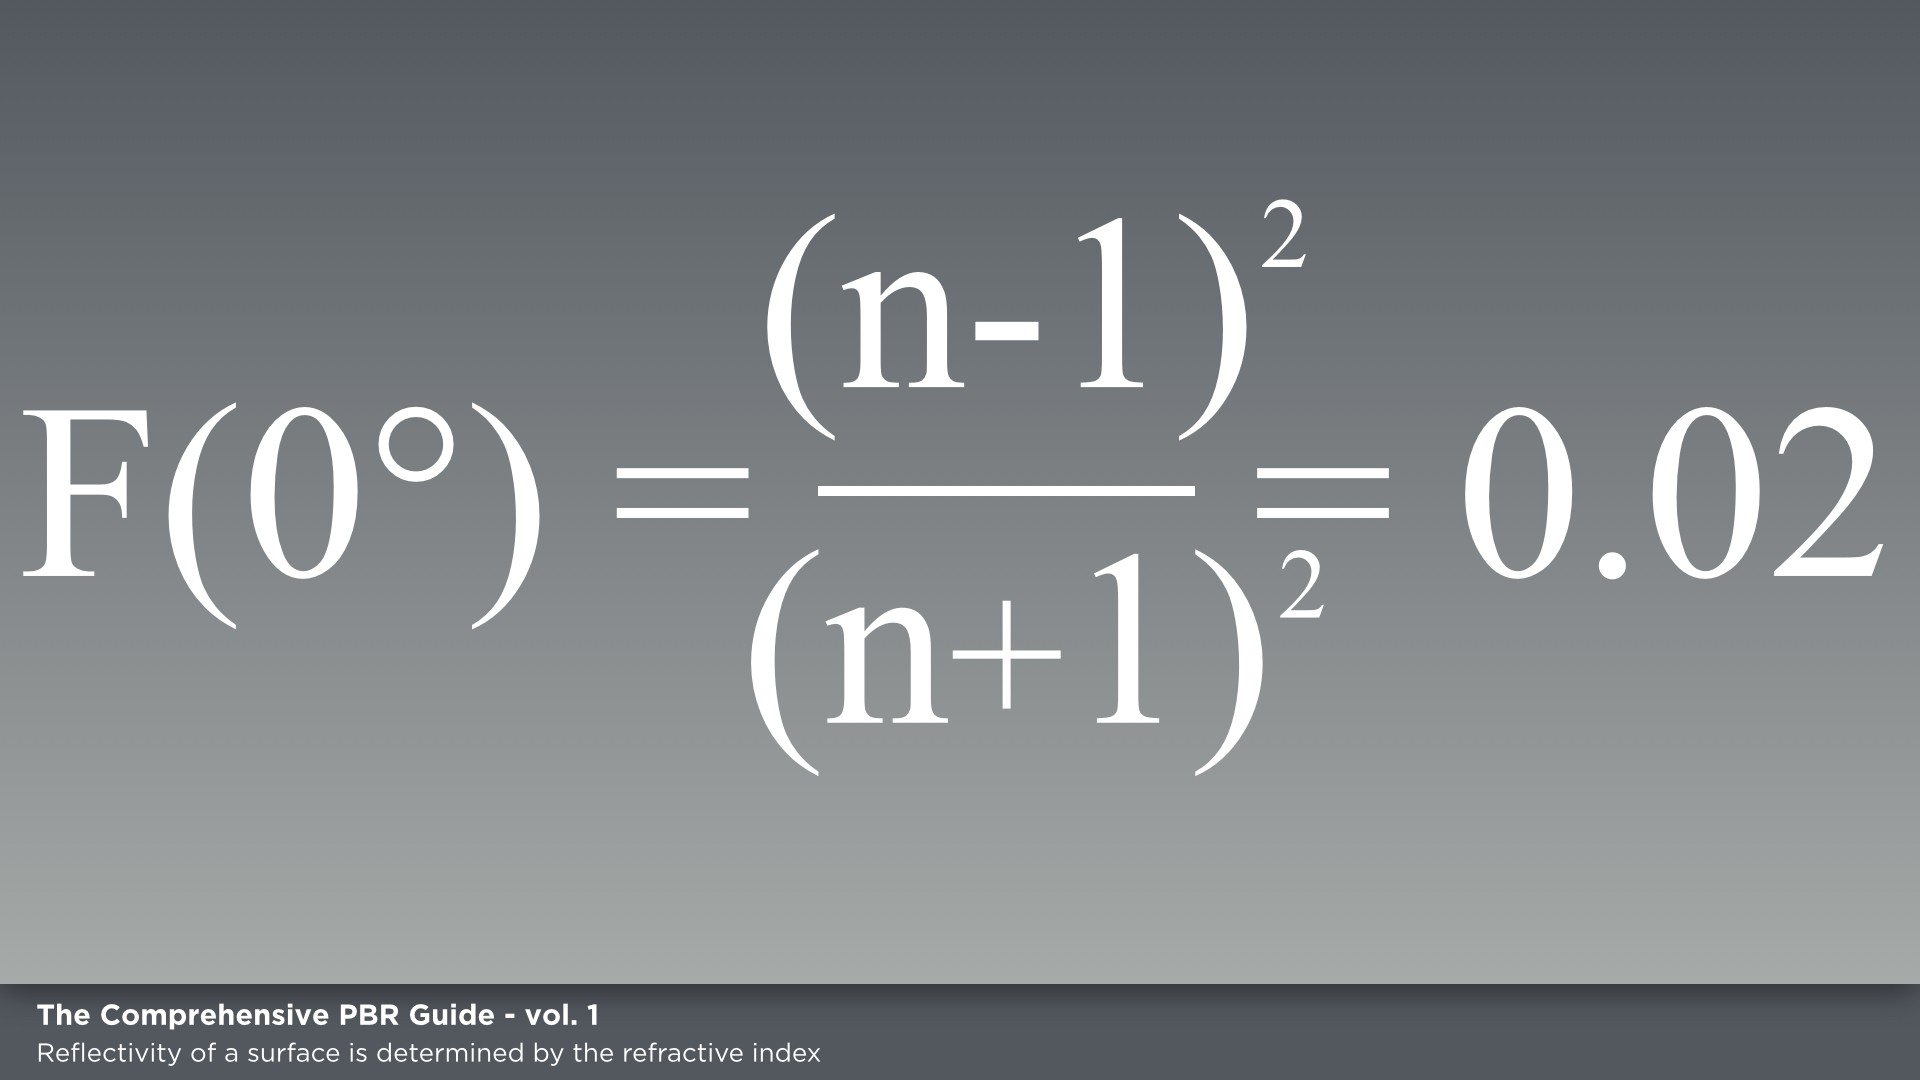 F(0°) = (n-1)² / (n+1)² = 0.02
The Comprehensive PBR Guide - vol. 1
Reflectivity of a surface is determined by the refractive index